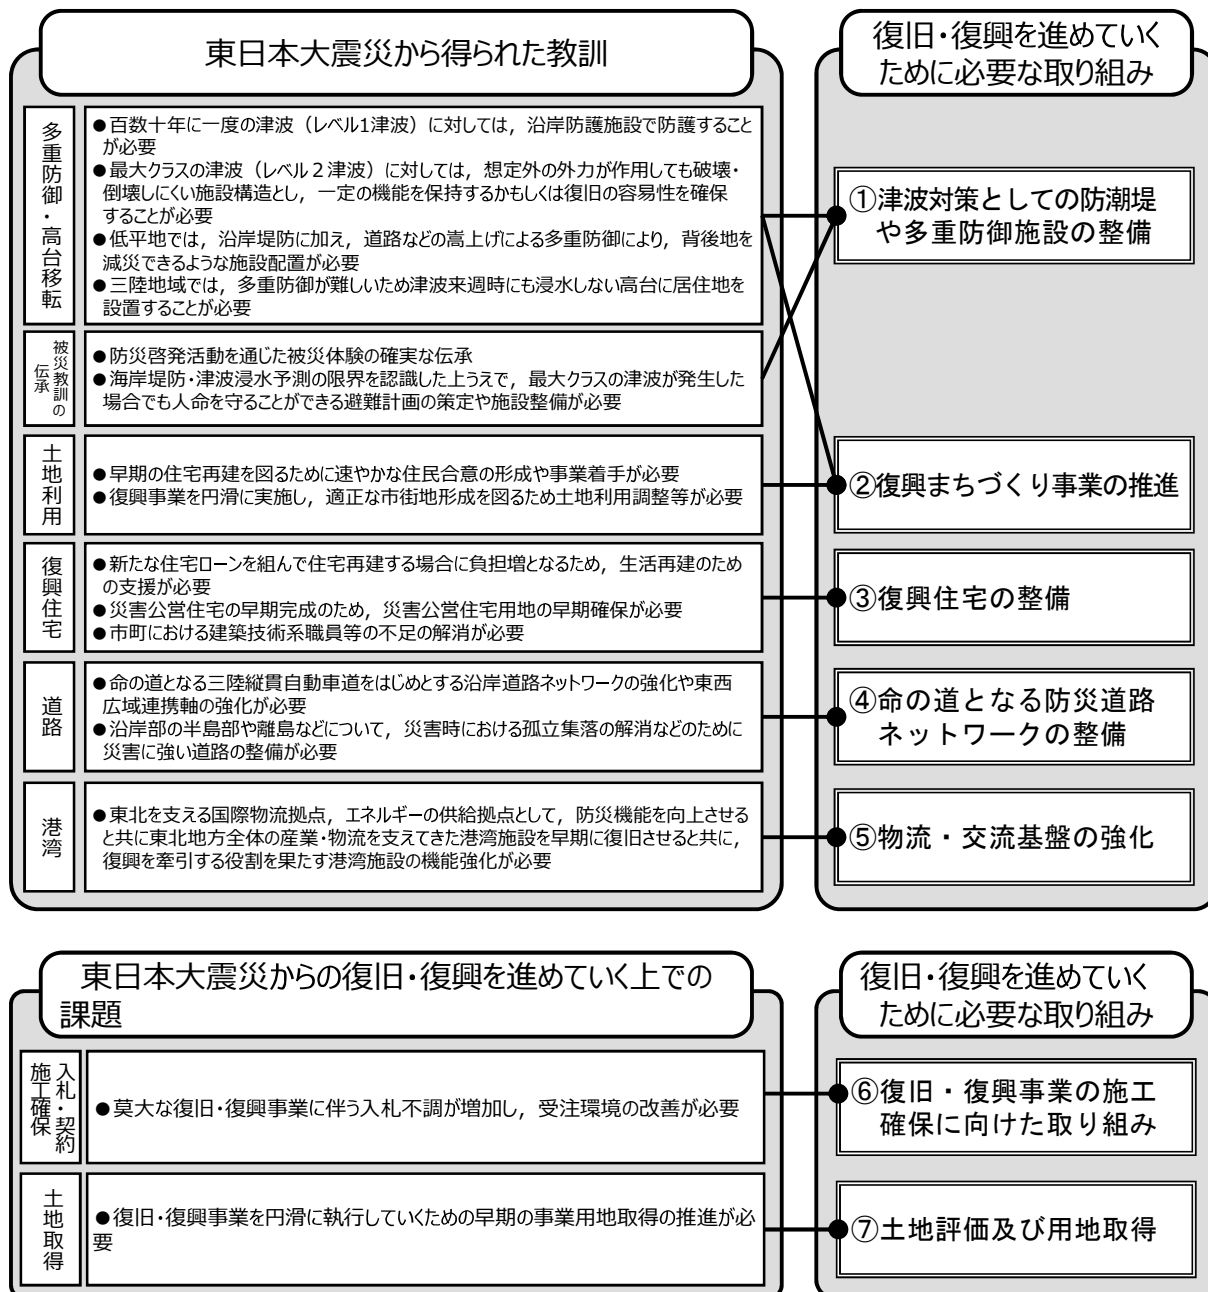 東日本大震災から得られた教訓
復旧・復興を進めていく
ために必要な取り組み
多重防御・高台移転
●百数十年に一度の津波（レベル1津波）に対しては，沿岸防護施設で防護すること
が必要
●最大クラスの津波（レベル２津波）に対しては，想定外の外力が作用しても破壊・
倒壊しにくい施設構造とし，一定の機能を保持するかもしくは復旧の容易性を確保
することが必要
●低平地では，沿岸堤防に加え，道路などの嵩上げによる多重防御により，背後地を
減災できるような施設配置が必要
●三陸地域では，多重防御が難しいため津波来週時にも浸水しない高台に居住地を
設置することが必要
①津波対策としての防潮堤
や多重防御施設の整備
被災教訓の
伝承
●防災啓発活動を通じた被災体験の確実な伝承
●海岸堤防・津波浸水予測の限界を認識した上うえで，最大クラスの津波が発生した
場合でも人命を守ることができる避難計画の策定や施設整備が必要
土地利用
●早期の住宅再建を図るために速やかな住民合意の形成や事業着手が必要
●復興事業を円滑に実施し，適正な市街地形成を図るため土地利用調整等が必要
②復興まちづくり事業の推進
復興住宅
●新たな住宅ローンを組んで住宅再建する場合に負担増となるため，生活再建のため
の支援が必要
●災害公営住宅の早期完成のため，災害公営住宅用地の早期確保が必要
●市町における建築技術系職員等の不足の解消が必要
③復興住宅の整備
道路
●命の道となる三陸縦貫自動車道をはじめとする沿岸道路ネットワークの強化や東西
広域連携軸の強化が必要
●沿岸部の半島部や離島などについて，災害時における孤立集落の解消などのために
災害に強い道路の整備が必要
④命の道となる防災道路
ネットワークの整備
港湾
●東北を支える国際物流拠点，エネルギーの供給拠点として，防災機能を向上させる
と共に東北地方全体の産業・物流を支えてきた港湾施設を早期に復旧させると共に，
復興を牽引する役割を果たす港湾施設の機能強化が必要
⑤物流・交流基盤の強化
東日本大震災からの復旧・復興を進めていく上での
課題
復旧・復興を進めていく
ために必要な取り組み
入札・契約
施工確保
●莫大な復旧・復興事業に伴う入札不調が増加し，受注環境の改善が必要
⑥復旧・復興事業の施工
確保に向けた取り組み
土地取得
●復旧・復興事業を円滑に執行していくための早期の事業用地取得の推進が必
要
⑦土地評価及び用地取得